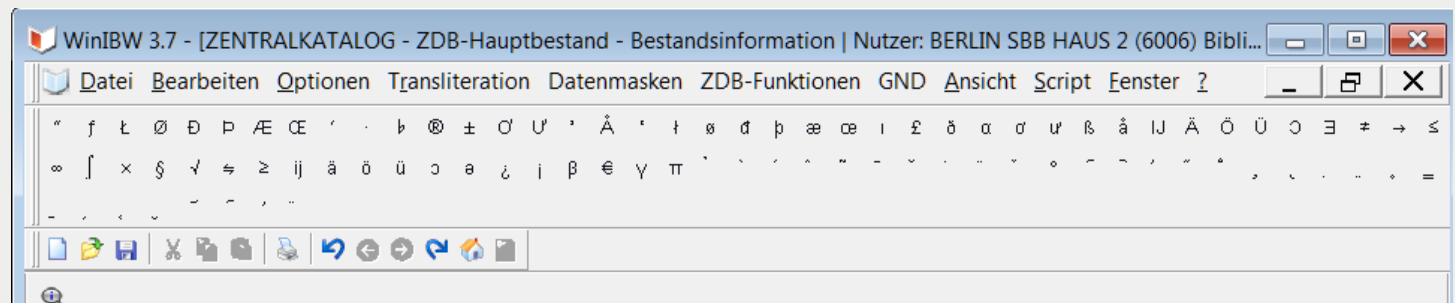 WinIBW 3.7 - [ZENTRALKATALOG - ZDB-Hauptbestand - Bestandsinformation | Nutzer: BERLIN SBB HAUS 2 (6006) Bibli...
Datei Bearbeiten Optionen Transliteration Datenmasken ZDB-Funktionen GND Ansicht Script Fenster ?
ƒ Ł Ø Đ Þ Æ Œ · ♭ ® ± Ơ Ư Å ł ø đ þ æ œ ı £ ð α ơ ư ß å IJ Ä Ö Ü Ɔ Ǝ ≠ → ≤
∞ ∫ × § √ ⇋ ≥ ij ä ö ü ɔ ə ¿ ¡ β € γ π